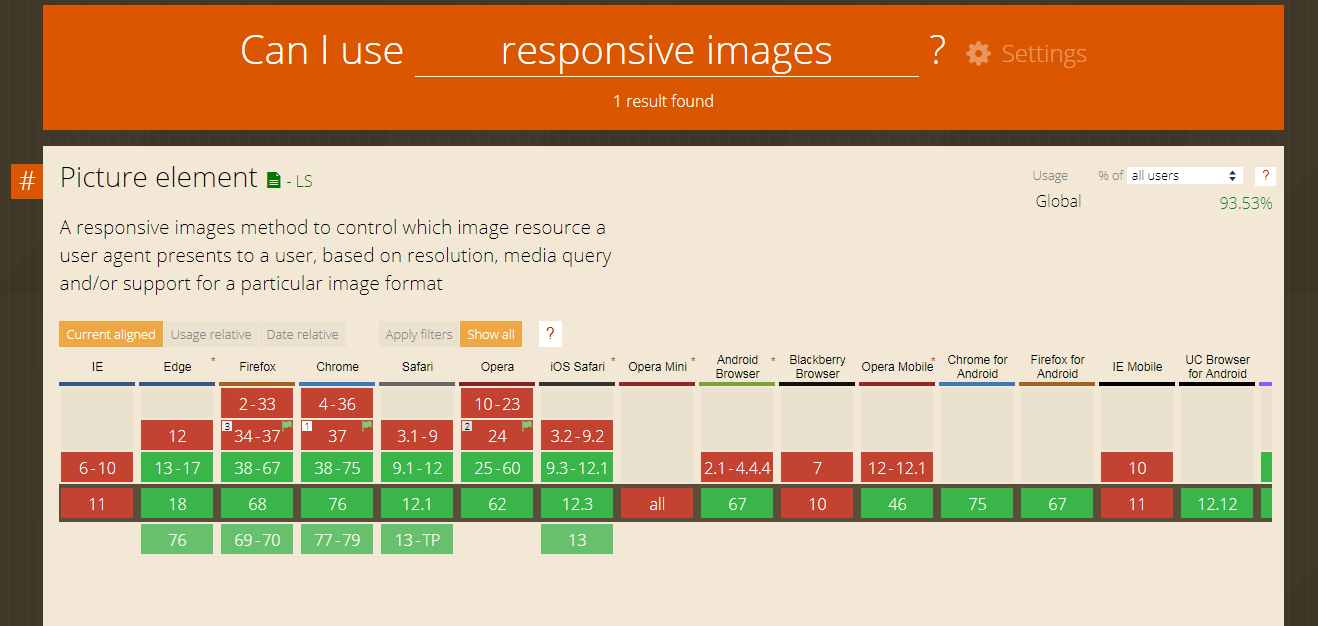 Can I use responsive images ? Settings
1 result found
# Picture element - LS
Usage % of all users ?
Global 93.53%
A responsive images method to control which image resource a
user agent presents to a user, based on resolution, media query
and/or support for a particular image format
Current aligned Usage relative Date relative Apply filters Show all ?
IE Edge * Firefox Chrome Safari Opera iOS Safari * Opera Mini * Android Browser * Blackberry Browser Opera Mobile * Chrome for Android Firefox for Android IE Mobile UC Browser for Android
2-33 4-36 10-23
12 3 34-37 1 37 3.1-9 2 24 3.2-9.2
6-10 13-17 38-67 38-75 9.1-12 25-60 9.3-12.1 2.1-4.4.4 7 12-12.1 10
11 18 68 76 12.1 62 12.3 all 67 10 46 75 67 11 12.12
76 69-70 77-79 13-TP 13